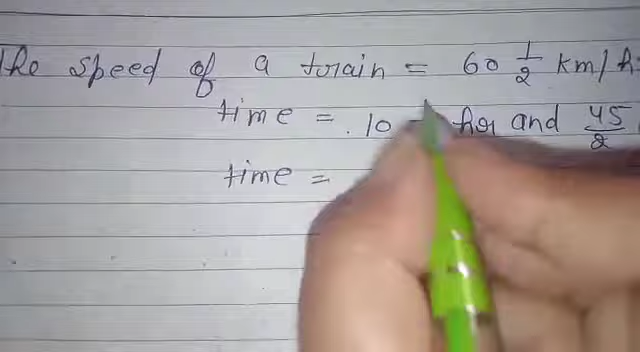 The speed of a train = 60 1/2 km/h
time = 10 hr and 45/2
time =